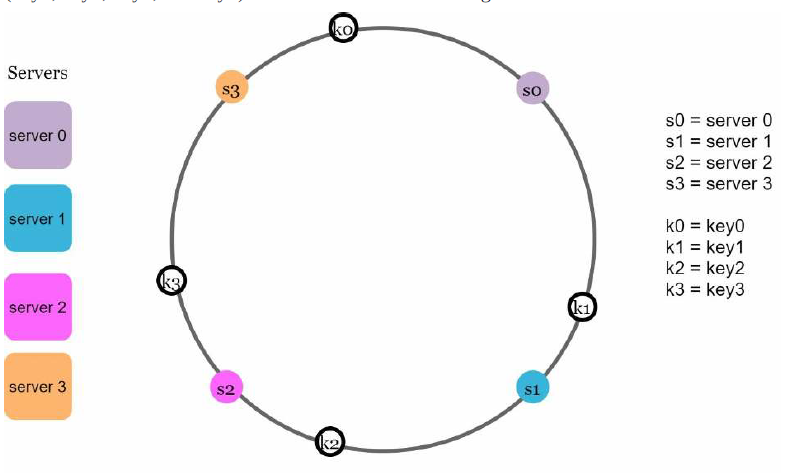 Servers
server 0
server 1
server 2
server 3
k0
s0
k1
s1
k2
s2
k3
s3
s0 = server 0
s1 = server 1
s2 = server 2
s3 = server 3
k0 = key0
k1 = key1
k2 = key2
k3 = key3